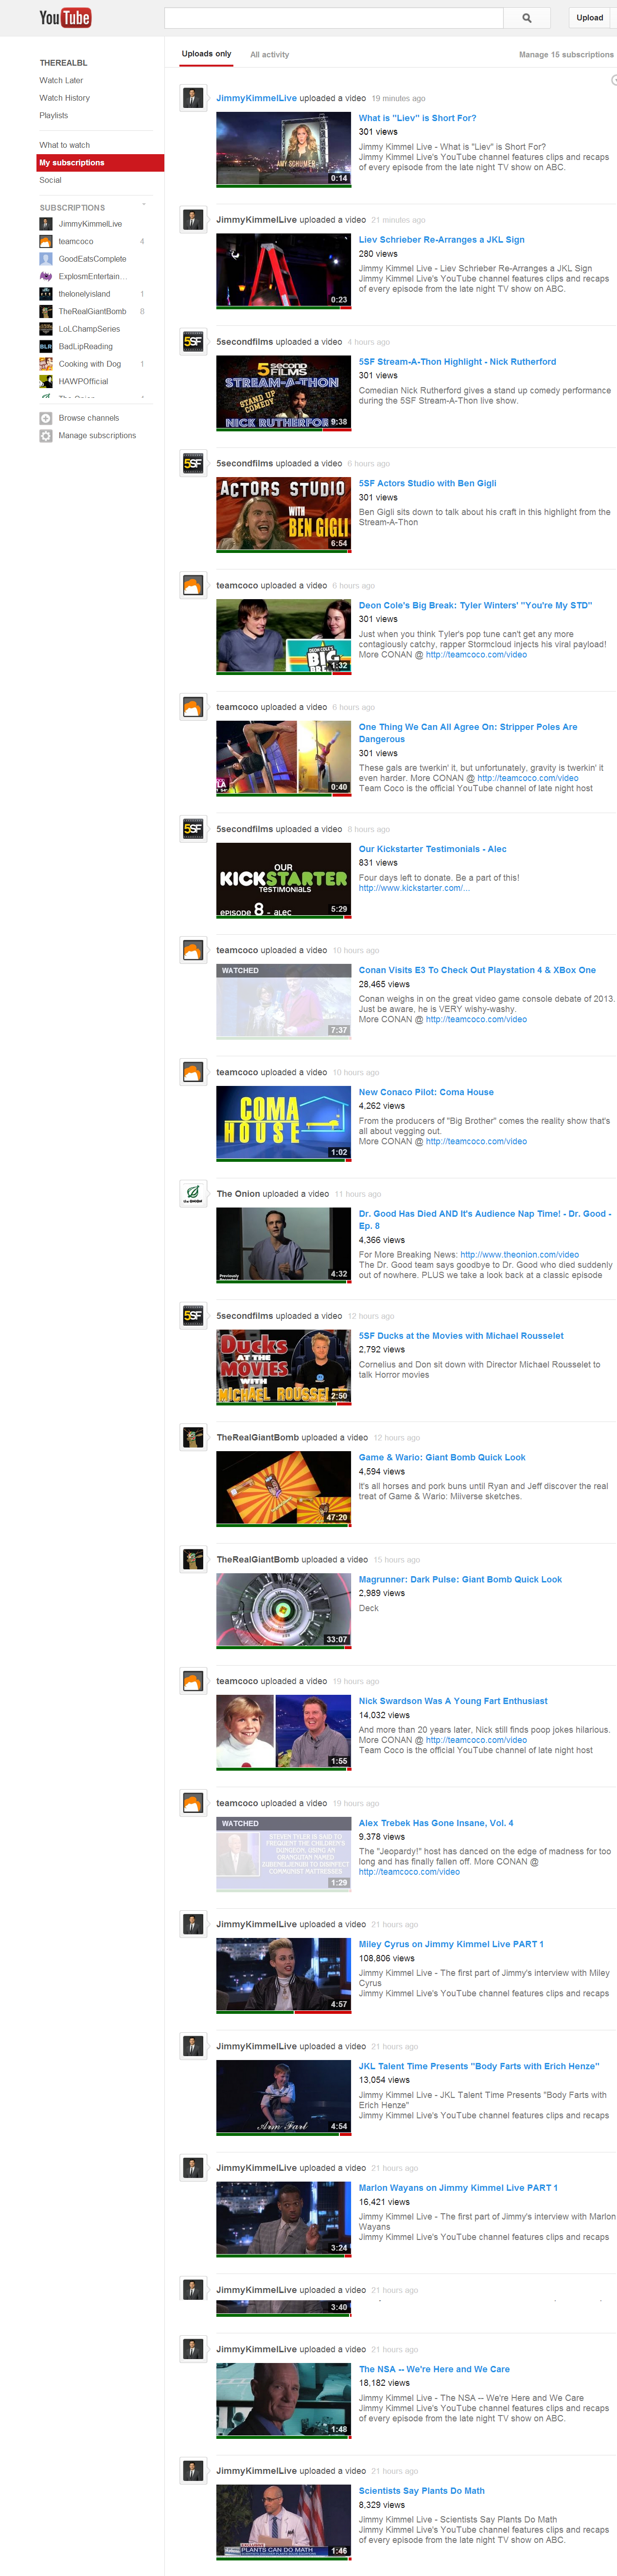 YouTube
Upload
THEREALBL
Watch Later
Watch History
Playlists
What to watch
My subscriptions
Social
SUBSCRIPTIONS
JimmyKimmelLive
teamcoco 4
GoodEatsComplete
ExplosmEntertain...
thelonelyisland 1
TheRealGiantBomb 8
LoLChampSeries
BadLipReading
Cooking with Dog 1
HAWPOfficial
Browse channels
Manage subscriptions
Uploads only
All activity
Manage 15 subscriptions
JimmyKimmelLive uploaded a video 19 minutes ago
AMY SCHUMER
0:14
What is "Liev" is Short For?
301 views
Jimmy Kimmel Live - What is "Liev" is Short For?
Jimmy Kimmel Live's YouTube channel features clips and recaps
of every episode from the late night TV show on ABC.
JimmyKimmelLive uploaded a video 21 minutes ago
0:23
Liev Schrieber Re-Arranges a JKL Sign
280 views
Jimmy Kimmel Live - Liev Schrieber Re-Arranges a JKL Sign
Jimmy Kimmel Live's YouTube channel features clips and recaps
of every episode from the late night TV show on ABC.
5SF
5secondfilms uploaded a video 4 hours ago
5 SECOND FILMS
STREAM-A-THON
STAND UP COMEDY
NICK RUTHERFOR
9:38
5SF Stream-A-Thon Highlight - Nick Rutherford
301 views
Comedian Nick Rutherford gives a stand up comedy performance
during the 5SF Stream-A-Thon live show.
5SF
5secondfilms uploaded a video 6 hours ago
ACTORS STUDIO
WITH
BEN GIGLI
6:54
5SF Actors Studio with Ben Gigli
301 views
Ben Gigli sits down to talk about his craft in this highlight from the
Stream-A-Thon
teamcoco uploaded a video 6 hours ago
DEON COLE'S
BIG
1:32
Deon Cole's Big Break: Tyler Winters' "You're My STD"
301 views
Just when you think Tyler's pop tune can't get any more
contagiously catchy, rapper Stormcloud injects his viral payload!
More CONAN @ http://teamcoco.com/video
teamcoco uploaded a video 6 hours ago
0:40
One Thing We Can All Agree On: Stripper Poles Are
Dangerous
301 views
These gals are twerkin' it, but unfortunately, gravity is twerkin' it
even harder. More CONAN @ http://teamcoco.com/video
Team Coco is the official YouTube channel of late night host
5SF
5secondfilms uploaded a video 8 hours ago
OUR
KICKSTARTER
TESTIMONIALS
EPISODE 8 - ALEC
5:29
Our Kickstarter Testimonials - Alec
831 views
Four days left to donate. Be a part of this!
http://www.kickstarter.com/...
teamcoco uploaded a video 10 hours ago
WATCHED
7:37
Conan Visits E3 To Check Out Playstation 4 & XBox One
28,465 views
Conan weighs in on the great video game console debate of 2013.
Just be aware, he is VERY wishy-washy.
More CONAN @ http://teamcoco.com/video
teamcoco uploaded a video 10 hours ago
COMA
HOUSE
1:02
New Conaco Pilot: Coma House
4,262 views
From the producers of "Big Brother" comes the reality show that's
all about vegging out.
More CONAN @ http://teamcoco.com/video
the ONION
The Onion uploaded a video 11 hours ago
Previously
4:32
Dr. Good Has Died AND It's Audience Nap Time! - Dr. Good -
Ep. 8
4,366 views
For More Breaking News: http://www.theonion.com/video
The Dr. Good team says goodbye to Dr. Good who died suddenly
out of nowhere. PLUS we take a look back at a classic episode
5SF
5secondfilms uploaded a video 12 hours ago
Ducks
AT THE
MOVIES
WITH
MICHAEL ROUSSELET
2:50
5SF Ducks at the Movies with Michael Rousselet
2,792 views
Cornelius and Don sit down with Director Michael Rousselet to
talk Horror movies
TheRealGiantBomb uploaded a video 12 hours ago
47:20
Game & Wario: Giant Bomb Quick Look
4,594 views
It's all horses and pork buns until Ryan and Jeff discover the real
treat of Game & Wario: Miiverse sketches.
TheRealGiantBomb uploaded a video 15 hours ago
33:07
Magrunner: Dark Pulse: Giant Bomb Quick Look
2,989 views
Deck
teamcoco uploaded a video 19 hours ago
1:55
Nick Swardson Was A Young Fart Enthusiast
14,032 views
And more than 20 years later, Nick still finds poop jokes hilarious.
More CONAN @ http://teamcoco.com/video
Team Coco is the official YouTube channel of late night host
teamcoco uploaded a video 19 hours ago
WATCHED
STEVEN TYLER IS SAID TO
FREQUENT THE CHILDREN'S
DUNGEON, USING AN
ORANGUTAN NAMED
TO DISINFECT
COMMUNIST MATTRESSES
1:29
Alex Trebek Has Gone Insane, Vol. 4
9,378 views
The "Jeopardy!" host has danced on the edge of madness for too
long and has finally fallen off. More CONAN @
http://teamcoco.com/video
JimmyKimmelLive uploaded a video 21 hours ago
4:57
Miley Cyrus on Jimmy Kimmel Live PART 1
108,806 views
Jimmy Kimmel Live - The first part of Jimmy's interview with Miley
Cyrus
Jimmy Kimmel Live's YouTube channel features clips and recaps
JimmyKimmelLive uploaded a video 21 hours ago
Arm Fart
4:54
JKL Talent Time Presents "Body Farts with Erich Henze"
13,054 views
Jimmy Kimmel Live - JKL Talent Time Presents "Body Farts with
Erich Henze"
Jimmy Kimmel Live's YouTube channel features clips and recaps
JimmyKimmelLive uploaded a video 21 hours ago
3:24
Marlon Wayans on Jimmy Kimmel Live PART 1
16,421 views
Jimmy Kimmel Live - The first part of Jimmy's interview with Marlon
Wayans
Jimmy Kimmel Live's YouTube channel features clips and recaps
JimmyKimmelLive uploaded a video 21 hours ago
3:40
JimmyKimmelLive uploaded a video 21 hours ago
1:48
The NSA -- We're Here and We Care
18,182 views
Jimmy Kimmel Live - The NSA -- We're Here and We Care
Jimmy Kimmel Live's YouTube channel features clips and recaps
of every episode from the late night TV show on ABC.
JimmyKimmelLive uploaded a video 21 hours ago
PLANTS CAN DO MATH
1:46
Scientists Say Plants Do Math
8,329 views
Jimmy Kimmel Live - Scientists Say Plants Do Math
Jimmy Kimmel Live's YouTube channel features clips and recaps
of every episode from the late night TV show on ABC.